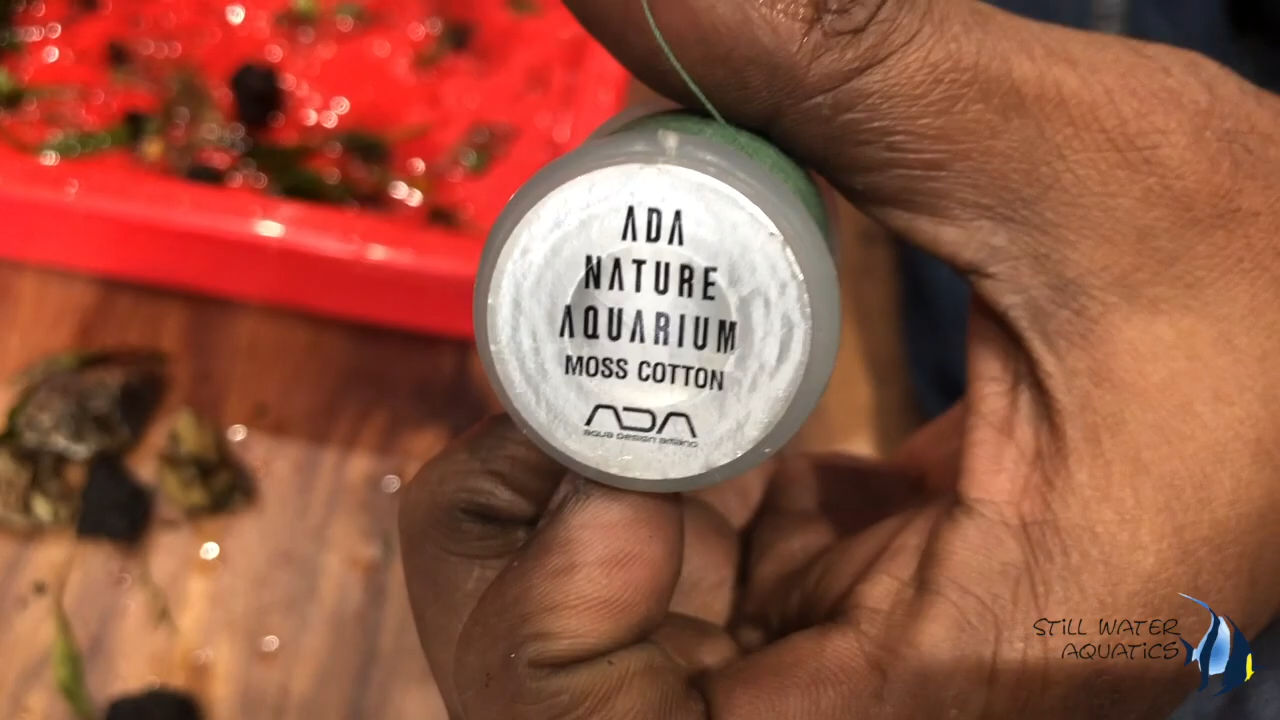 ADA
NATURE
AQUARIUM
MOSS COTTON
ADA
aqua design amano
STiLL WATER
AQUATiCS